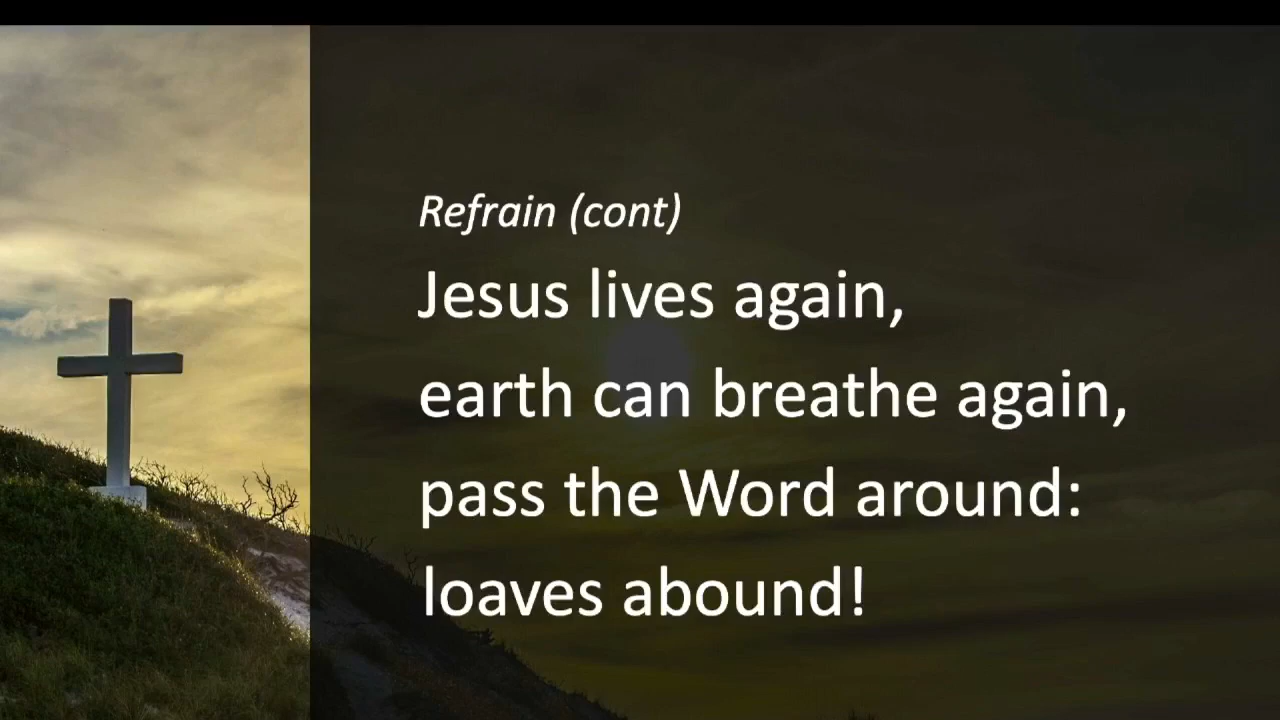 Refrain (cont)
Jesus lives again,
earth can breathe again,
pass the Word around:
loaves abound!